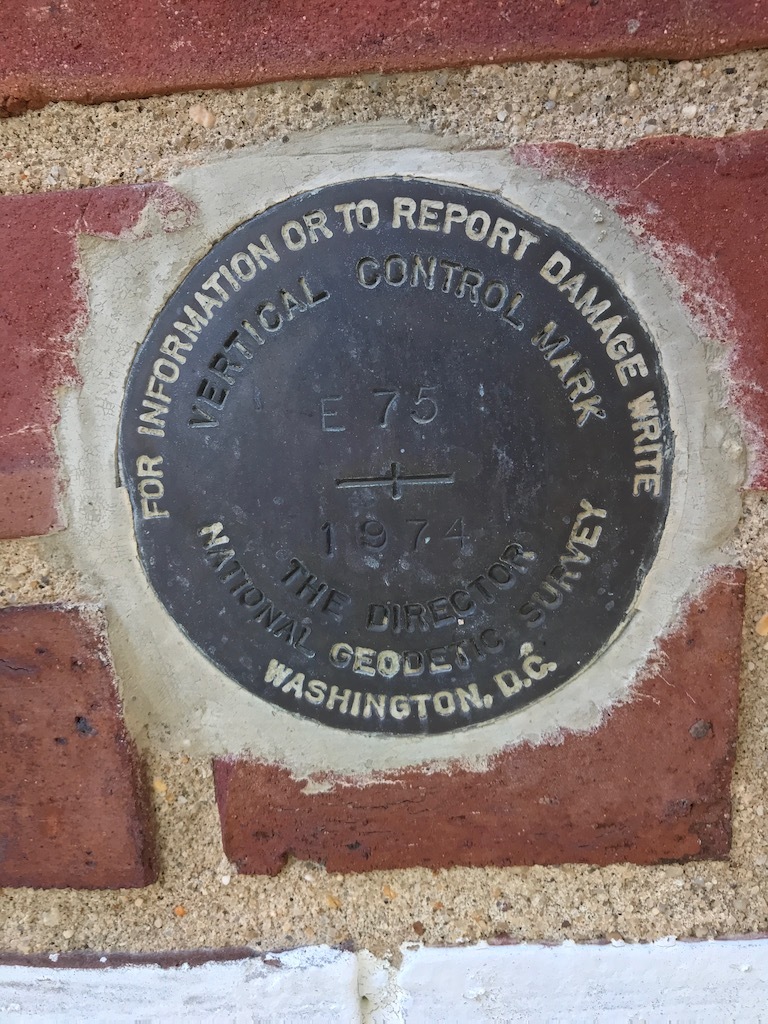 FOR INFORMATION OR TO REPORT DAMAGE WRITE
VERTICAL CONTROL MARK
E 75
1974
THE DIRECTOR
NATIONAL GEODETIC SURVEY
WASHINGTON, D.C.